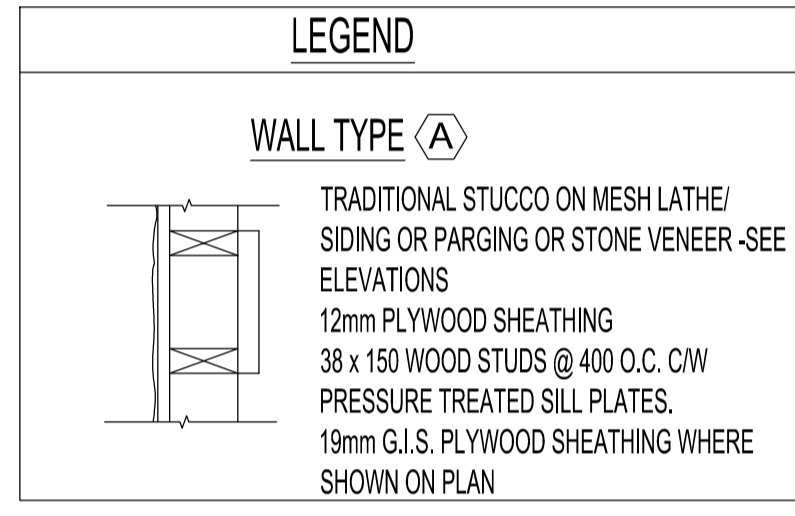 LEGEND
WALL TYPE A
TRADITIONAL STUCCO ON MESH LATHE/
SIDING OR PARGING OR STONE VENEER -SEE
ELEVATIONS
12mm PLYWOOD SHEATHING
38 x 150 WOOD STUDS @ 400 O.C. C/W
PRESSURE TREATED SILL PLATES.
19mm G.I.S. PLYWOOD SHEATHING WHERE
SHOWN ON PLAN